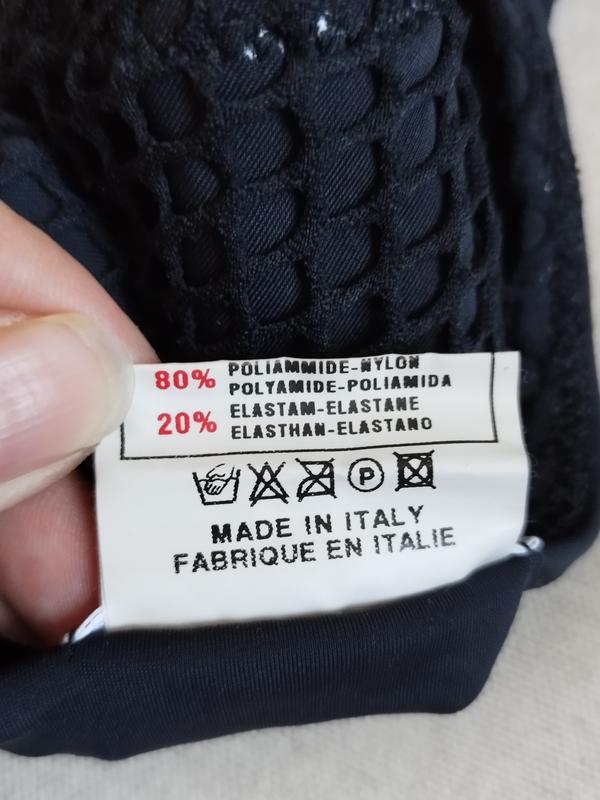 80% POLIAMMIDE-NYLON
POLYAMIDE-POLIAMIDA
20% ELASTAM-ELASTANE
ELASTHAN-ELASTANO
P
MADE IN ITALY
FABRIQUE EN ITALIE